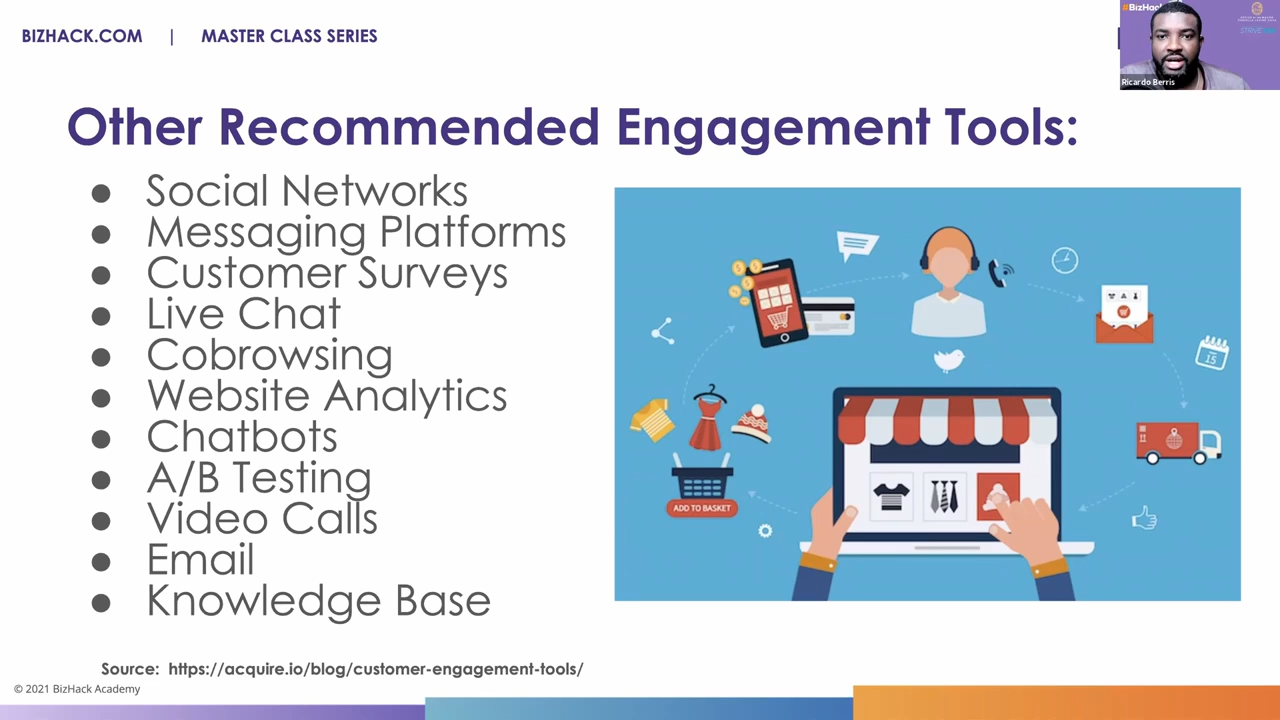 BIZHACK.COM | MASTER CLASS SERIES
#BizHack
Ricardo Berris
Other Recommended Engagement Tools:
● Social Networks
● Messaging Platforms
● Customer Surveys
● Live Chat
● Cobrowsing
● Website Analytics
● Chatbots
● A/B Testing
● Video Calls
● Email
● Knowledge Base
15
ADD TO BASKET
Source: https://acquire.io/blog/customer-engagement-tools/
© 2021 BizHack Academy